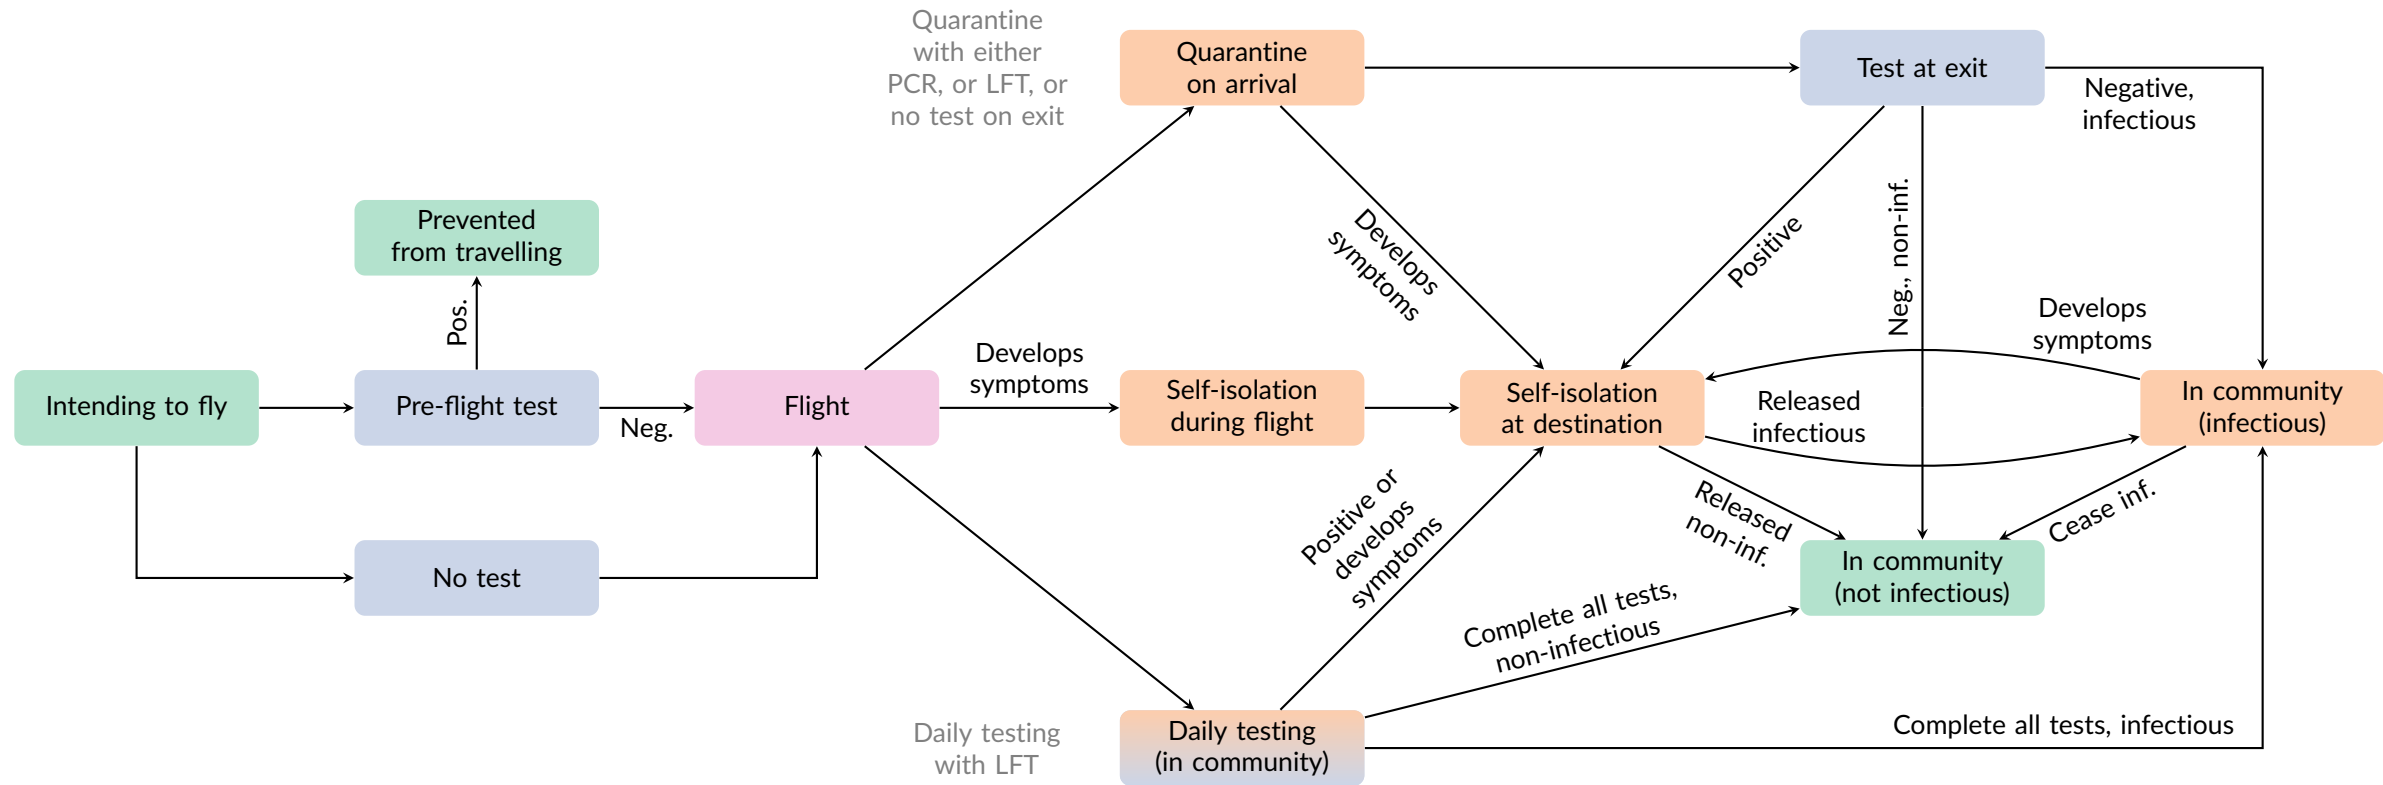 Quarantine
with either
PCR, or LFT, or
no test on exit
Quarantine
on arrival
Test at exit
Negative,
infectious
Prevented
from travelling
Pos.
Develops
symptoms
Positive
Neg., non-inf.
Develops
symptoms
Intending to fly
Pre-flight test
Neg.
Flight
Develops
symptoms
Self-isolation
during flight
Self-isolation
at destination
Released
infectious
In community
(infectious)
No test
Positive or
develops
symptoms
Released
non-inf.
Cease inf.
In community
(not infectious)
Complete all tests,
non-infectious
Daily testing
with LFT
Daily testing
(in community)
Complete all tests, infectious